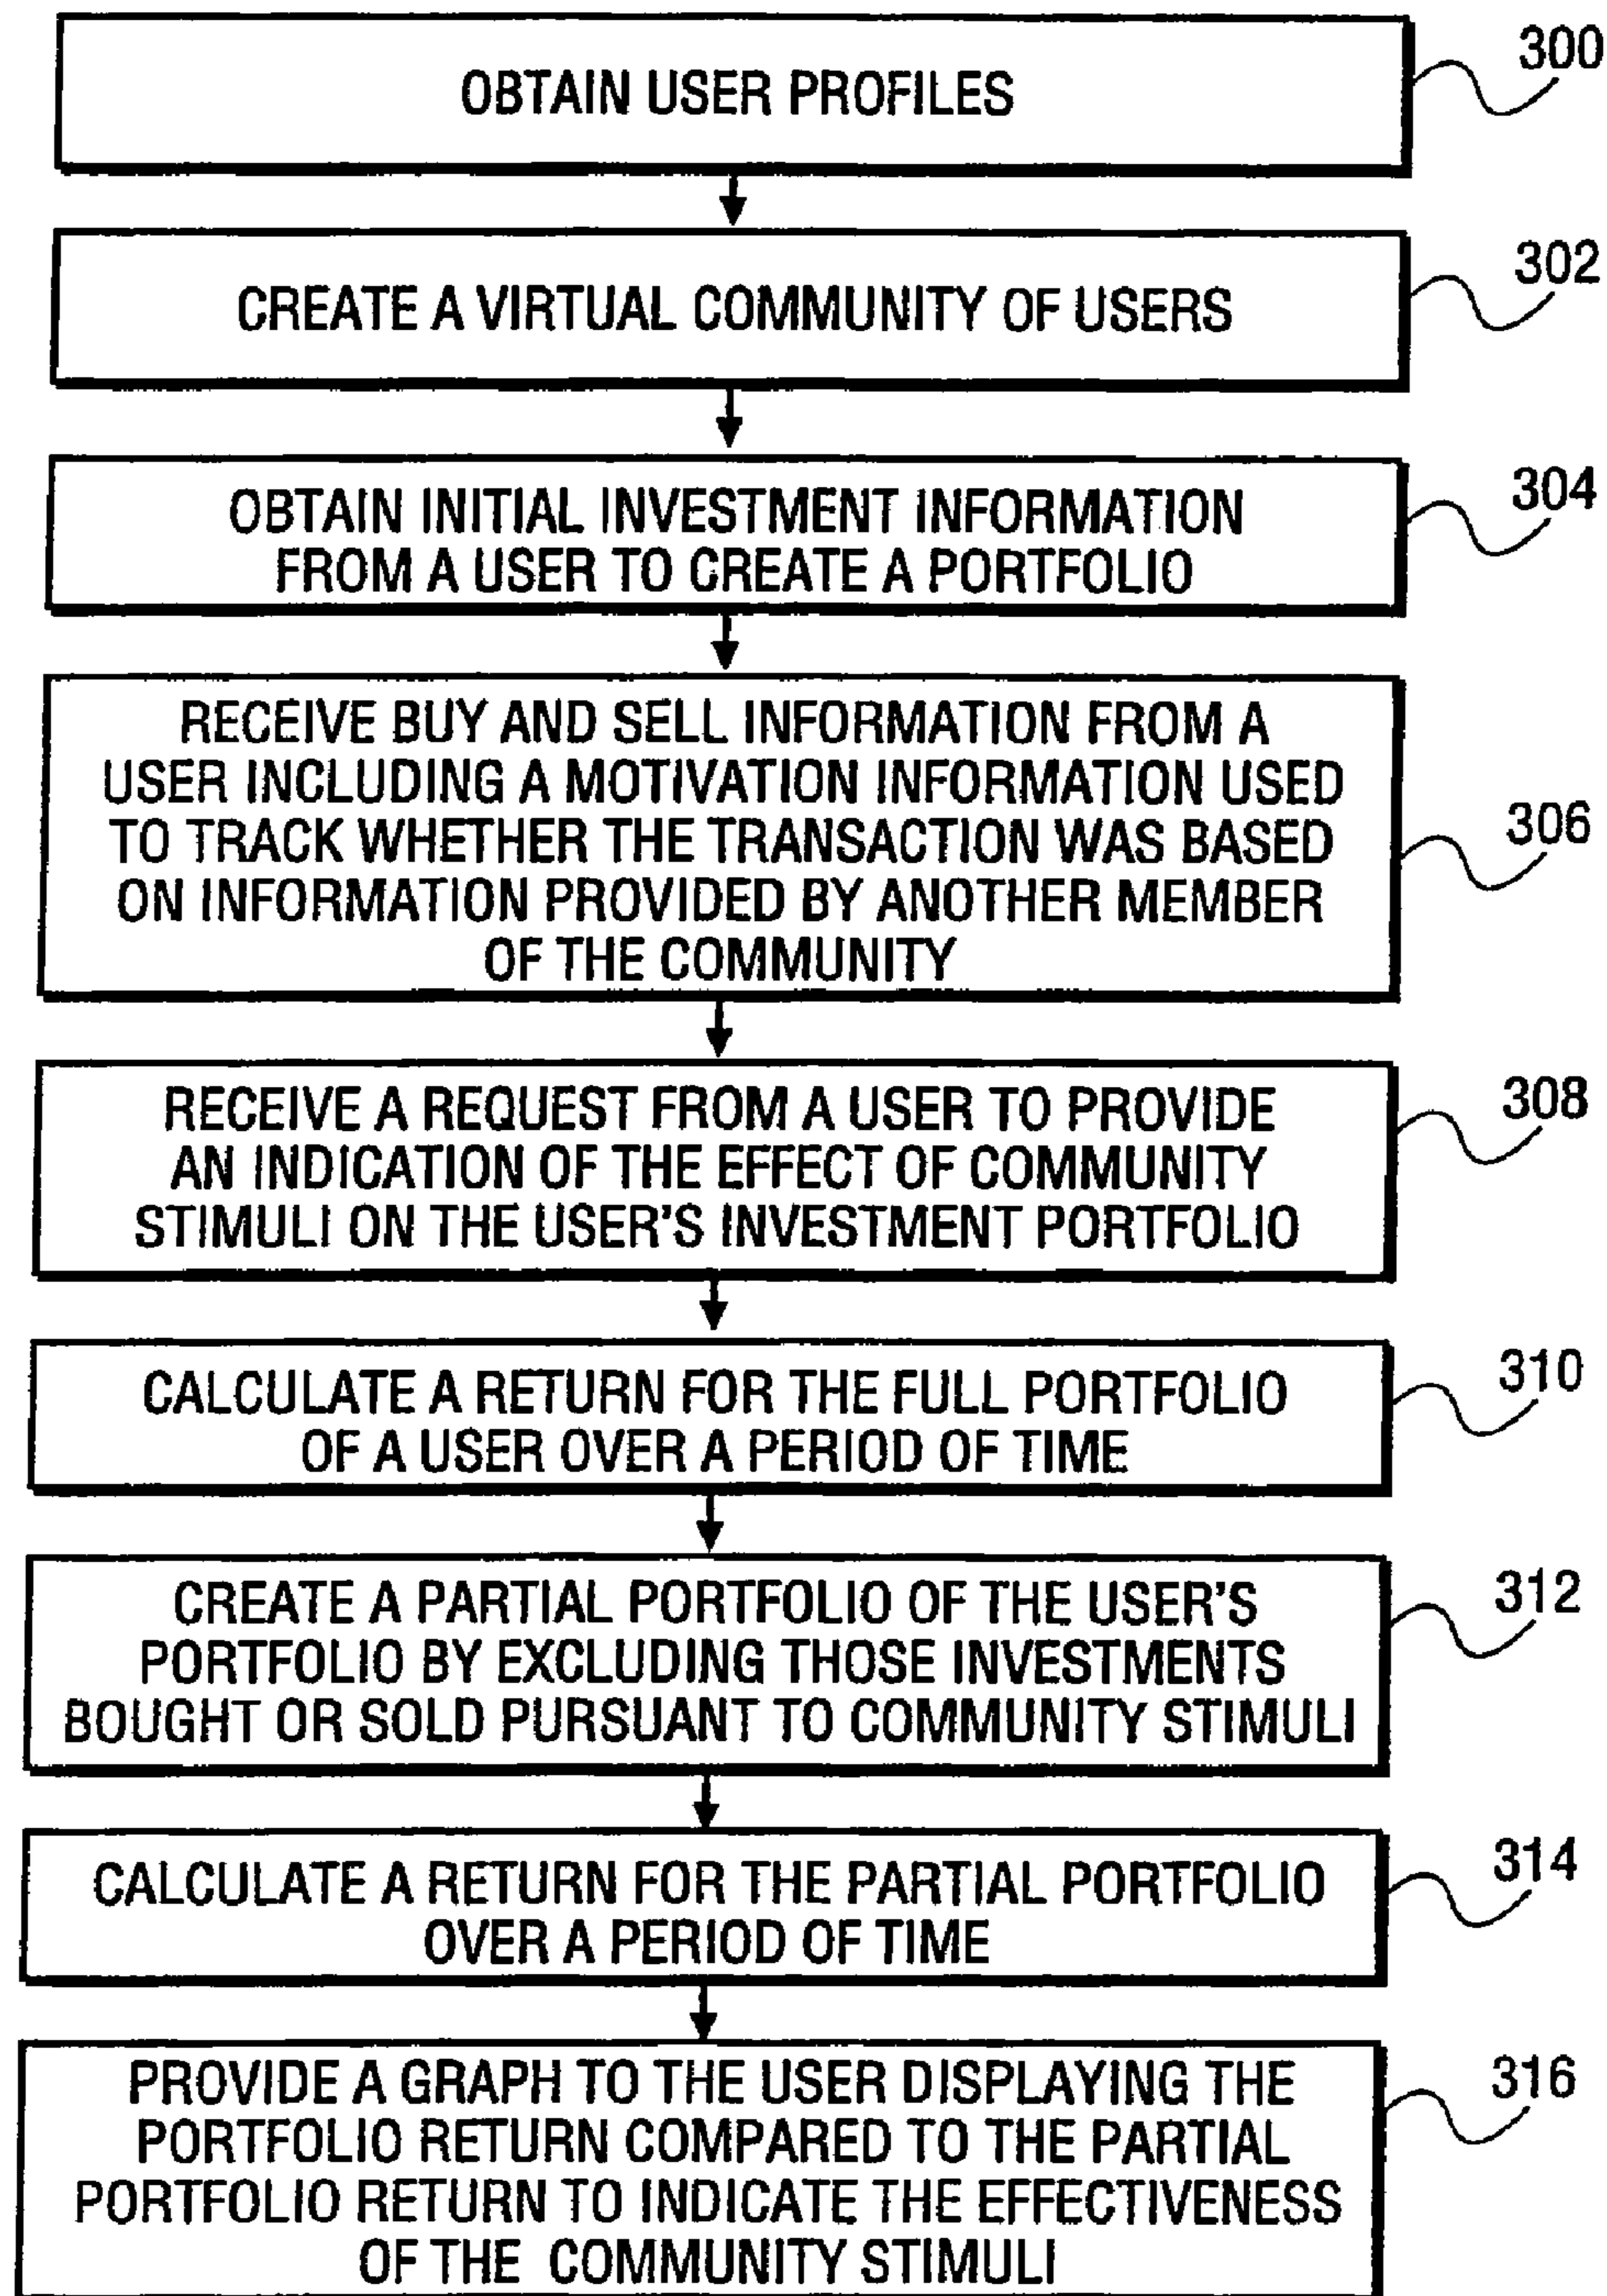 OBTAIN USER PROFILES
300
CREATE A VIRTUAL COMMUNITY OF USERS
302
OBTAIN INITIAL INVESTMENT INFORMATION
FROM A USER TO CREATE A PORTFOLIO
304
RECEIVE BUY AND SELL INFORMATION FROM A
USER INCLUDING A MOTIVATION INFORMATION USED
TO TRACK WHETHER THE TRANSACTION WAS BASED
ON INFORMATION PROVIDED BY ANOTHER MEMBER
OF THE COMMUNITY
306
RECEIVE A REQUEST FROM A USER TO PROVIDE
AN INDICATION OF THE EFFECT OF COMMUNITY
STIMULI ON THE USER'S INVESTMENT PORTFOLIO
308
CALCULATE A RETURN FOR THE FULL PORTFOLIO
OF A USER OVER A PERIOD OF TIME
310
CREATE A PARTIAL PORTFOLIO OF THE USER'S
PORTFOLIO BY EXCLUDING THOSE INVESTMENTS
BOUGHT OR SOLD PURSUANT TO COMMUNITY STIMULI
312
CALCULATE A RETURN FOR THE PARTIAL PORTFOLIO
OVER A PERIOD OF TIME
314
PROVIDE A GRAPH TO THE USER DISPLAYING THE
PORTFOLIO RETURN COMPARED TO THE PARTIAL
PORTFOLIO RETURN TO INDICATE THE EFFECTIVENESS
OF THE COMMUNITY STIMULI
316